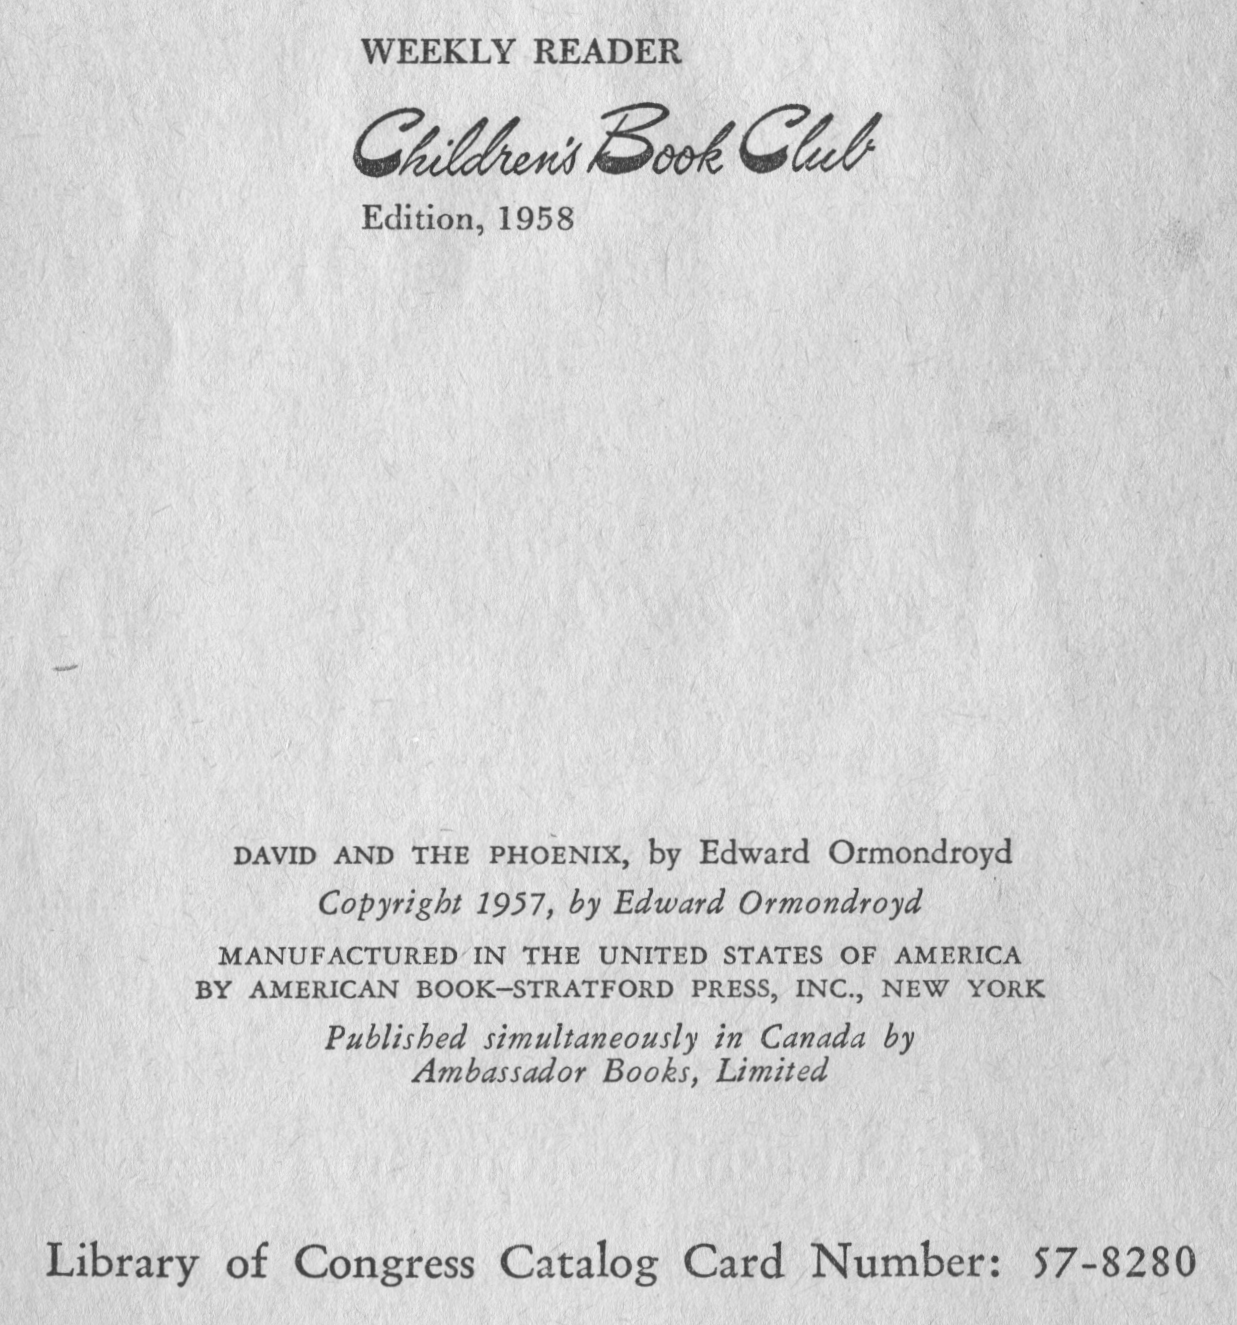 WEEKLY READER
Children's Book Club
Edition, 1958
DAVID AND THE PHOENIX, by Edward Ormondroyd
Copyright 1957, by Edward Ormondroyd
MANUFACTURED IN THE UNITED STATES OF AMERICA
BY AMERICAN BOOK–STRATFORD PRESS, INC., NEW YORK
Published simultaneously in Canada by
Ambassador Books, Limited
Library of Congress Catalog Card Number: 57-8280